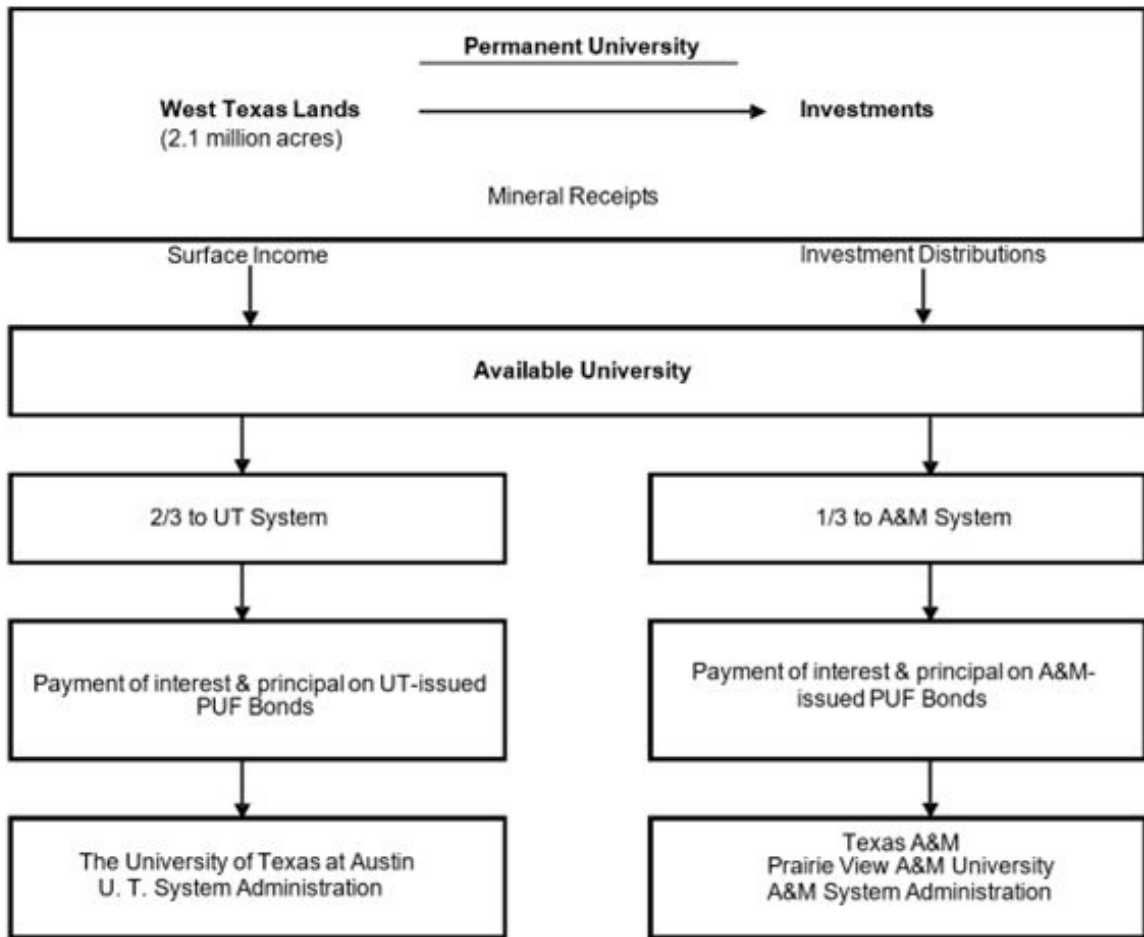 Permanent University
West Texas Lands
(2.1 million acres)
Investments
Mineral Receipts
Surface Income
Investment Distributions
Available University
2/3 to UT System
1/3 to A&M System
Payment of interest & principal on UT-issued
PUF Bonds
Payment of interest & principal on A&M-
issued PUF Bonds
The University of Texas at Austin
U. T. System Administration
Texas A&M
Prairie View A&M University
A&M System Administration